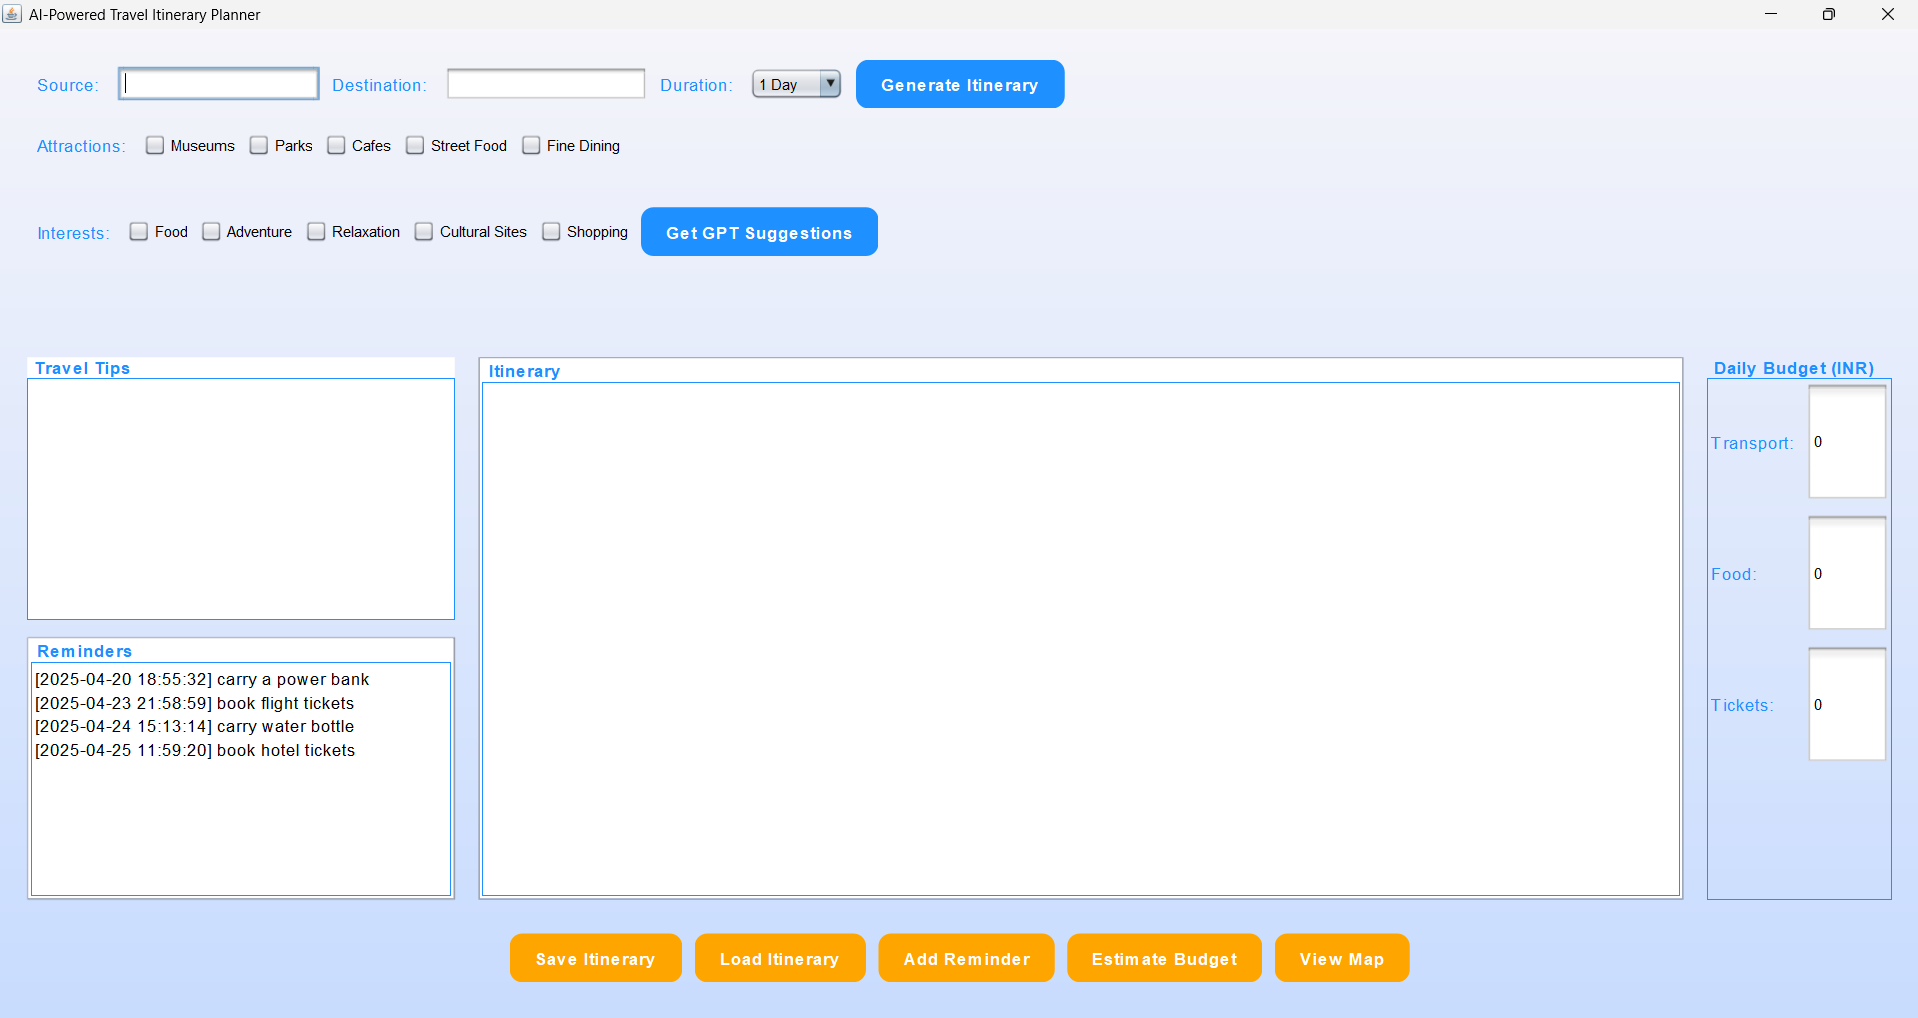 AI-Powered Travel Itinerary Planner
Source: Destination: Duration: 1 Day Generate Itinerary
Attractions: Museums Parks Cafes Street Food Fine Dining
Interests: Food Adventure Relaxation Cultural Sites Shopping Get GPT Suggestions
Travel Tips
Reminders
[2025-04-20 18:55:32] carry a power bank
[2025-04-23 21:58:59] book flight tickets
[2025-04-24 15:13:14] carry water bottle
[2025-04-25 11:59:20] book hotel tickets
Itinerary
Daily Budget (INR)
Transport: 0
Food: 0
Tickets: 0
Save Itinerary Load Itinerary Add Reminder Estimate Budget View Map